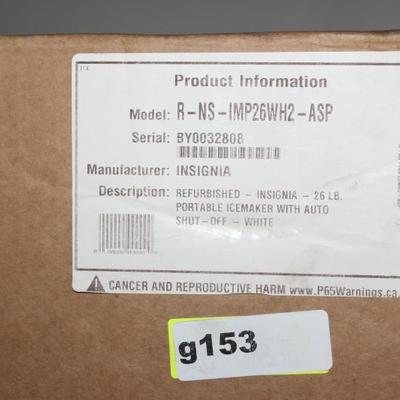 ICE
Product Information
Model: R-NS-IMP26WH2-ASP
Serial: BY0032808
Manufacturer: INSIGNIA
Description: REFURBISHED - INSIGNIA - 26 LB.
PORTABLE ICEMAKER WITH AUTO
SHUT-OFF - WHITE
CANCER AND REPRODUCTIVE HARM www.P65Warnings.ca
g153